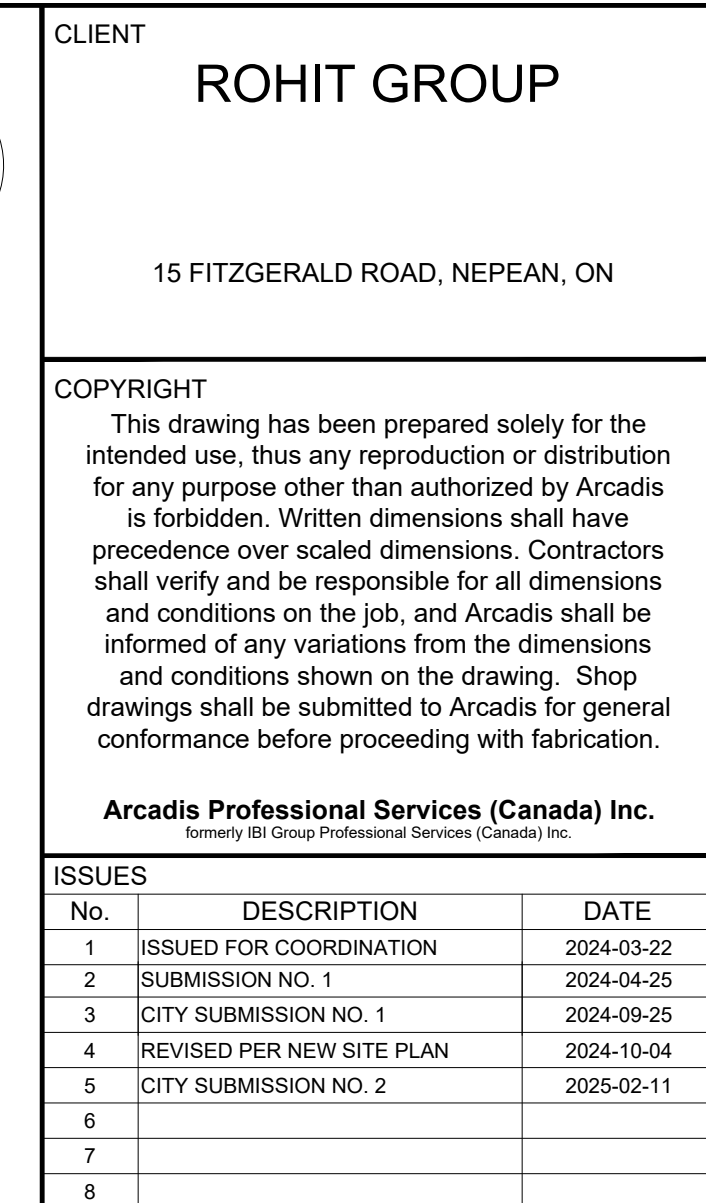 CLIENT
ROHIT GROUP
15 FITZGERALD ROAD, NEPEAN, ON
COPYRIGHT
This drawing has been prepared solely for the
intended use, thus any reproduction or distribution
for any purpose other than authorized by Arcadis
is forbidden. Written dimensions shall have
precedence over scaled dimensions. Contractors
shall verify and be responsible for all dimensions
and conditions on the job, and Arcadis shall be
informed of any variations from the dimensions
and conditions shown on the drawing.  Shop
drawings shall be submitted to Arcadis for general
conformance before proceeding with fabrication.
Arcadis Professional Services (Canada) Inc.
formerly IBI Group Professional Services (Canada) Inc.
ISSUES
No. DESCRIPTION DATE
1 ISSUED FOR COORDINATION 2024-03-22
2 SUBMISSION NO. 1 2024-04-25
3 CITY SUBMISSION NO. 1 2024-09-25
4 REVISED PER NEW SITE PLAN 2024-10-04
5 CITY SUBMISSION NO. 2 2025-02-11
6
7
8